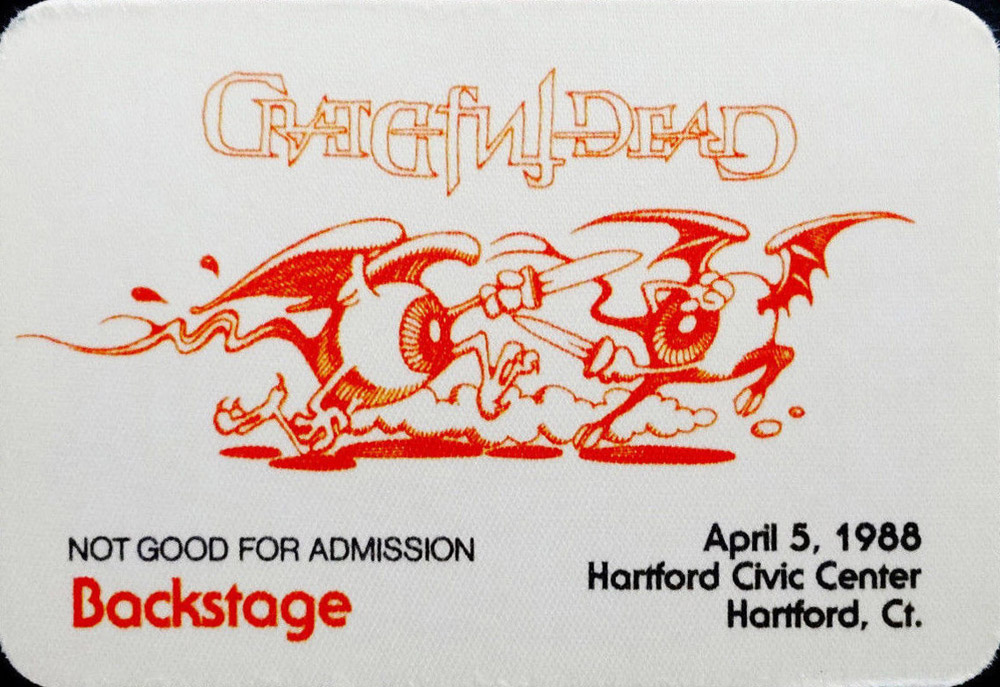 GRATEFUL DEAD
NOT GOOD FOR ADMISSION
Backstage
April 5, 1988
Hartford Civic Center
Hartford, Ct.